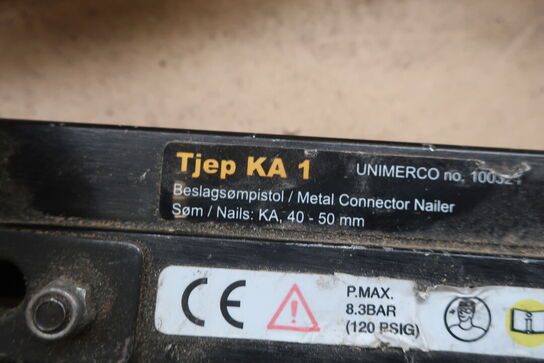 Tjep KA 1
UNIMERCO no. 100321
Beslagsømpistol / Metal Connector Nailer
Søm / Nails: KA, 40 - 50 mm
CE
P.MAX.
8.3BAR
(120 PSIG)